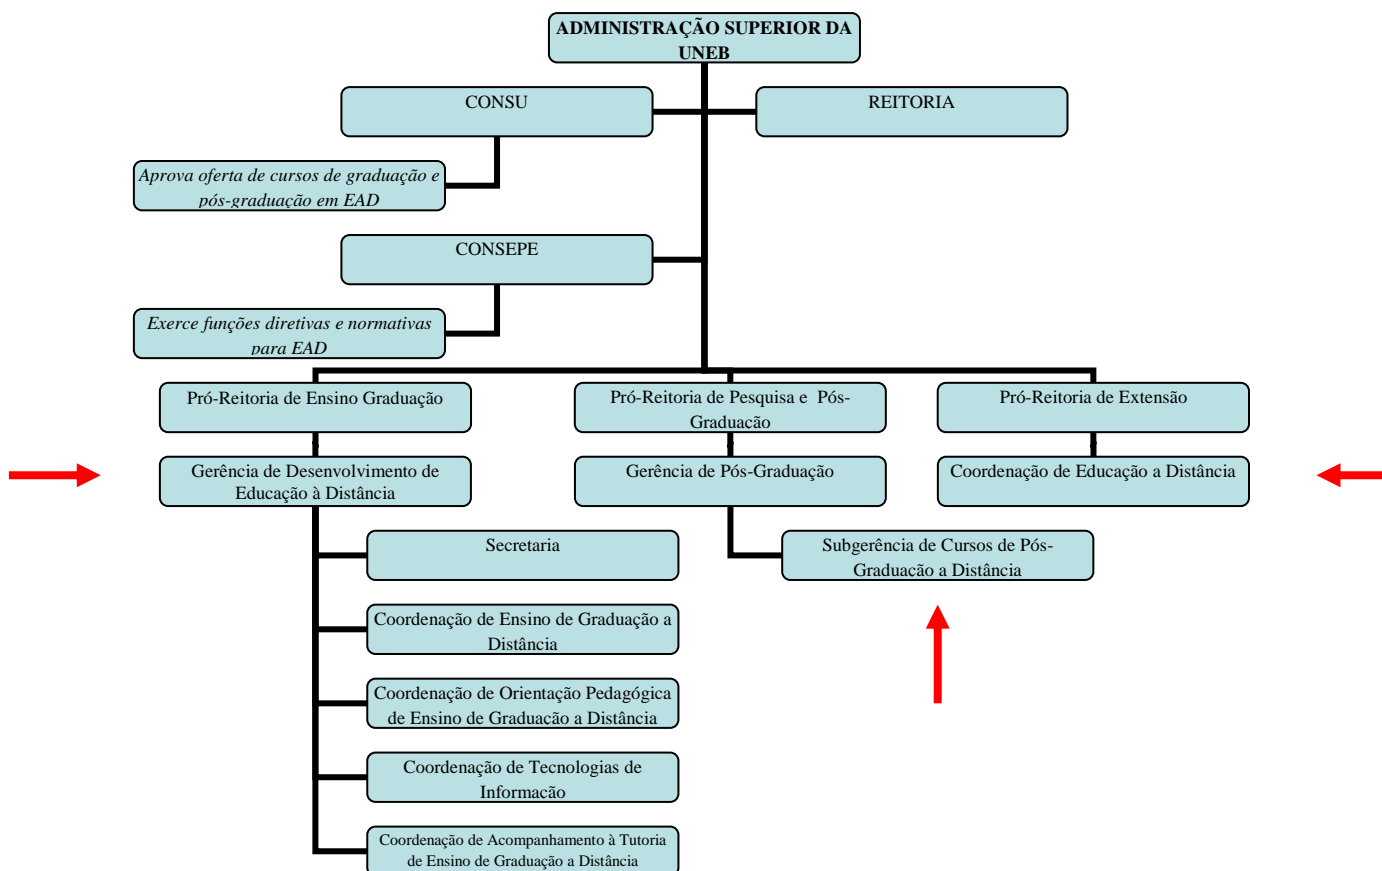 ADMINISTRAÇÃO SUPERIOR DA
UNEB
CONSU
REITORIA
Aprova oferta de cursos de graduação e
pós-graduação em EAD
CONSEPE
Exerce funções diretivas e normativas
para EAD
Pró-Reitoria de Ensino Graduação
Pró-Reitoria de Pesquisa e Pós-
Graduação
Pró-Reitoria de Extensão
Gerência de Desenvolvimento de
Educação à Distância
Gerência de Pós-Graduação
Coordenação de Educação a Distância
Secretaria
Subgerência de Cursos de Pós-
Graduação a Distância
Coordenação de Ensino de Graduação a
Distância
Coordenação de Orientação Pedagógica
de Ensino de Graduação a Distância
Coordenação de Tecnologias de
Informação
Coordenação de Acompanhamento à Tutoria
de Ensino de Graduação a Distância